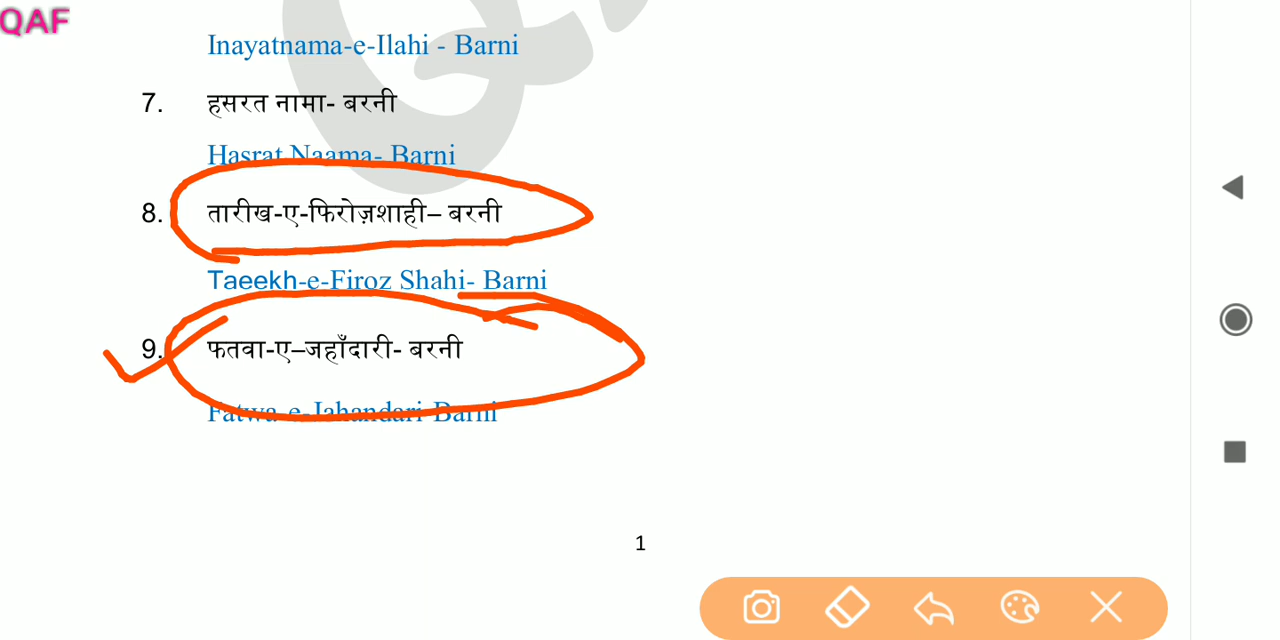 QAF
Inayatnama-e-Ilahi - Barni
7. हसरत नामा- बरनी
Hasrat Naama- Barni
8. तारीख-ए-फिरोज़शाही– बरनी
Taeekh-e-Firoz Shahi- Barni
9. फतवा-ए–जहाँदारी- बरनी
Fatwa-e-Jahandari-Barni
1